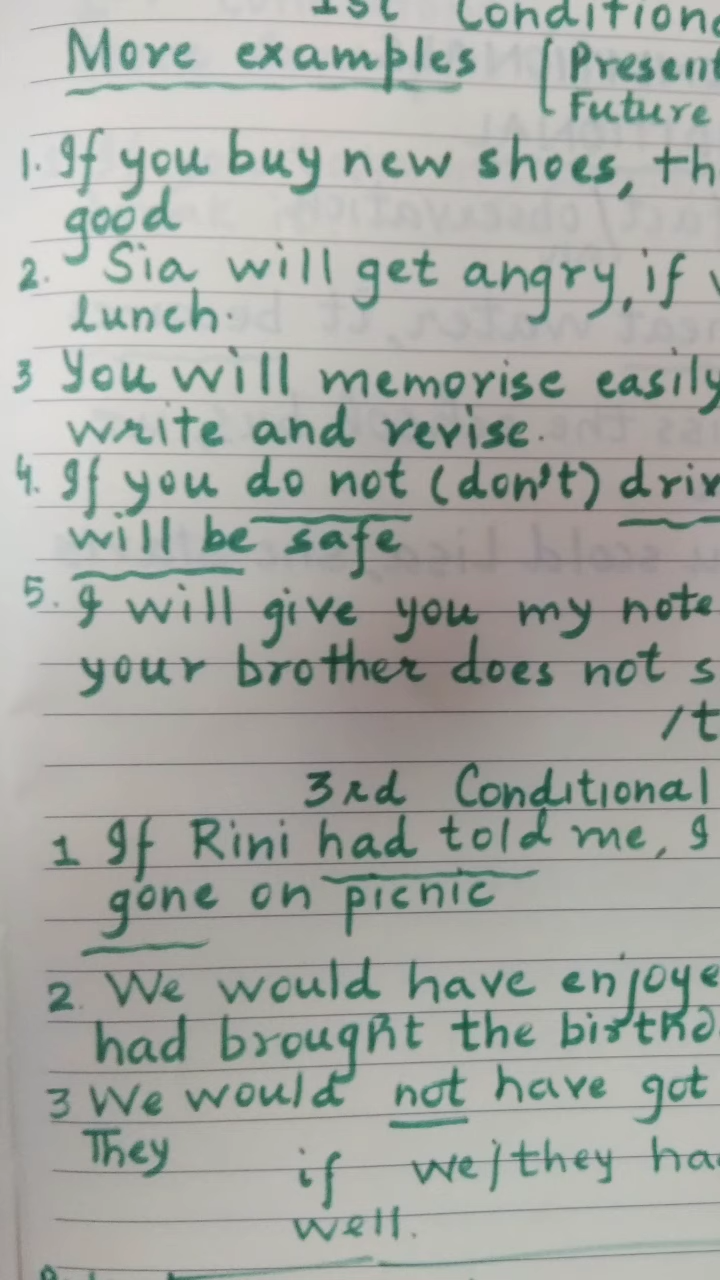 1st Condition
More examples [Present
Future
1. If you buy new shoes, th
good
2. Sia will get angry, if
lunch.
3 You will memorise easily
write and revise.
4. If you do not (don't) driv
will be safe
5. I will give you my note
your brother does not s
/t
3rd Conditional
1 If Rini had told me, I
gone on picnic
2. We would have enjoye
had brought the birthd
3 We would not have got
They if we/they had
well.